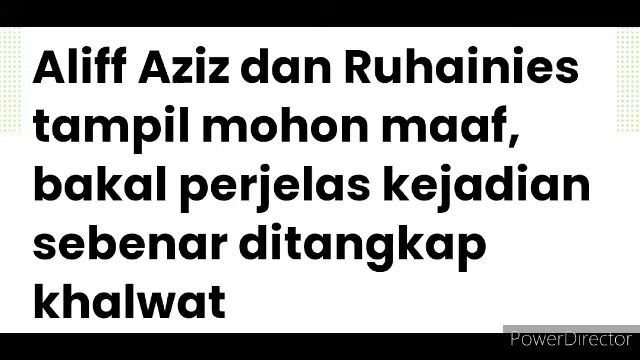 Aliff Aziz dan Ruhainies
tampil mohon maaf,
bakal perjelas kejadian
sebenar ditangkap
khalwat
PowerDirector